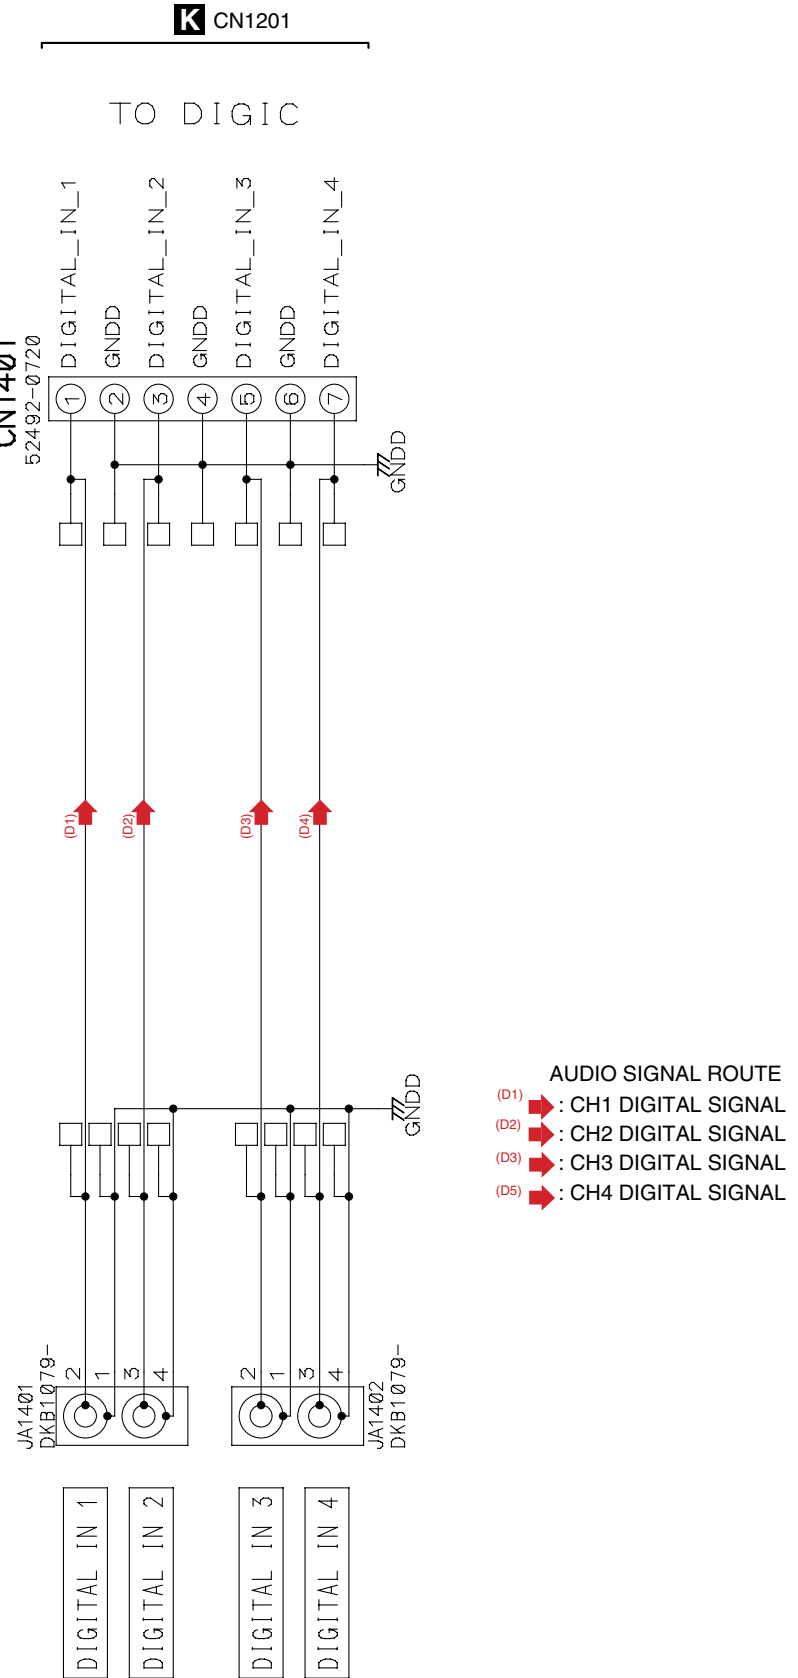 K CN1201
TO DIGIC
DIGITAL_IN_1
GNDD
DIGITAL_IN_2
GNDD
DIGITAL_IN_3
GNDD
DIGITAL_IN_4
CN1401
52492-0720
1
2
3
4
5
6
7
GNDD
(D1)
(D2)
(D3)
(D4)
GNDD
AUDIO SIGNAL ROUTE
(D1) : CH1 DIGITAL SIGNAL
(D2) : CH2 DIGITAL SIGNAL
(D3) : CH3 DIGITAL SIGNAL
(D5) : CH4 DIGITAL SIGNAL
JA1401
DKB1079-
2
1
3
4
2
1
3
4
JA1402
DKB1079-
DIGITAL IN 1
DIGITAL IN 2
DIGITAL IN 3
DIGITAL IN 4